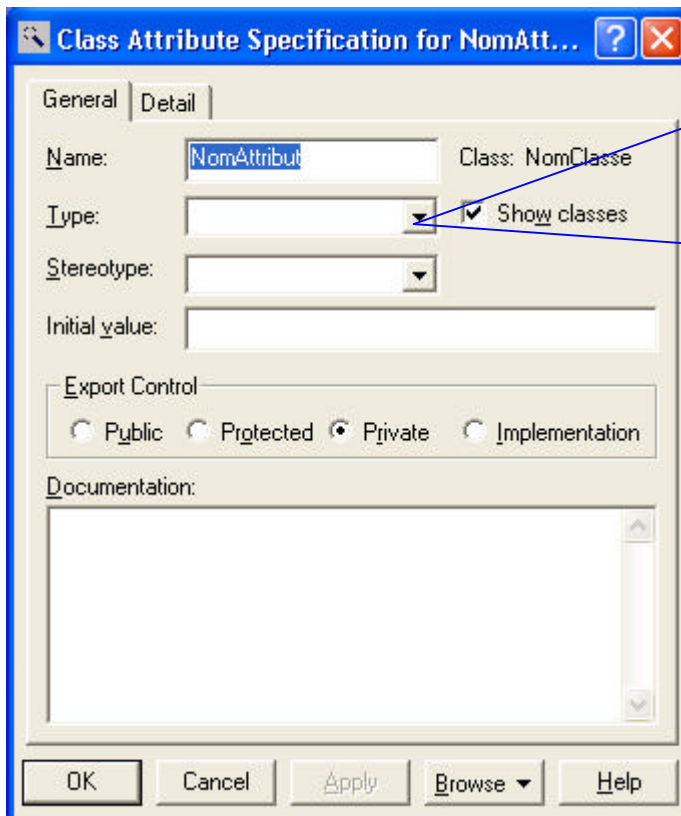 Class Attribute Specification for NomAtt...
General Detail
Name: NomAttribut Class: NomClasse
Type: Show classes
Stereotype:
Initial value:
Export Control
Public Protected Private Implementation
Documentation:
OK Cancel Apply Browse Help